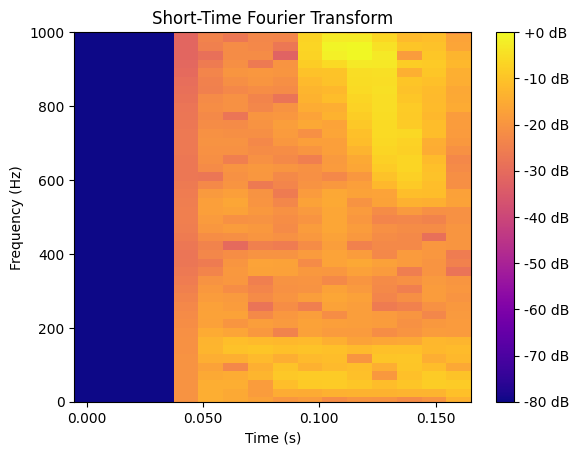 Short-Time Fourier Transform
1000
800
600
400
200
0
Frequency (Hz)
0.000
0.050
0.100
0.150
Time (s)
+0 dB
-10 dB
-20 dB
-30 dB
-40 dB
-50 dB
-60 dB
-70 dB
-80 dB